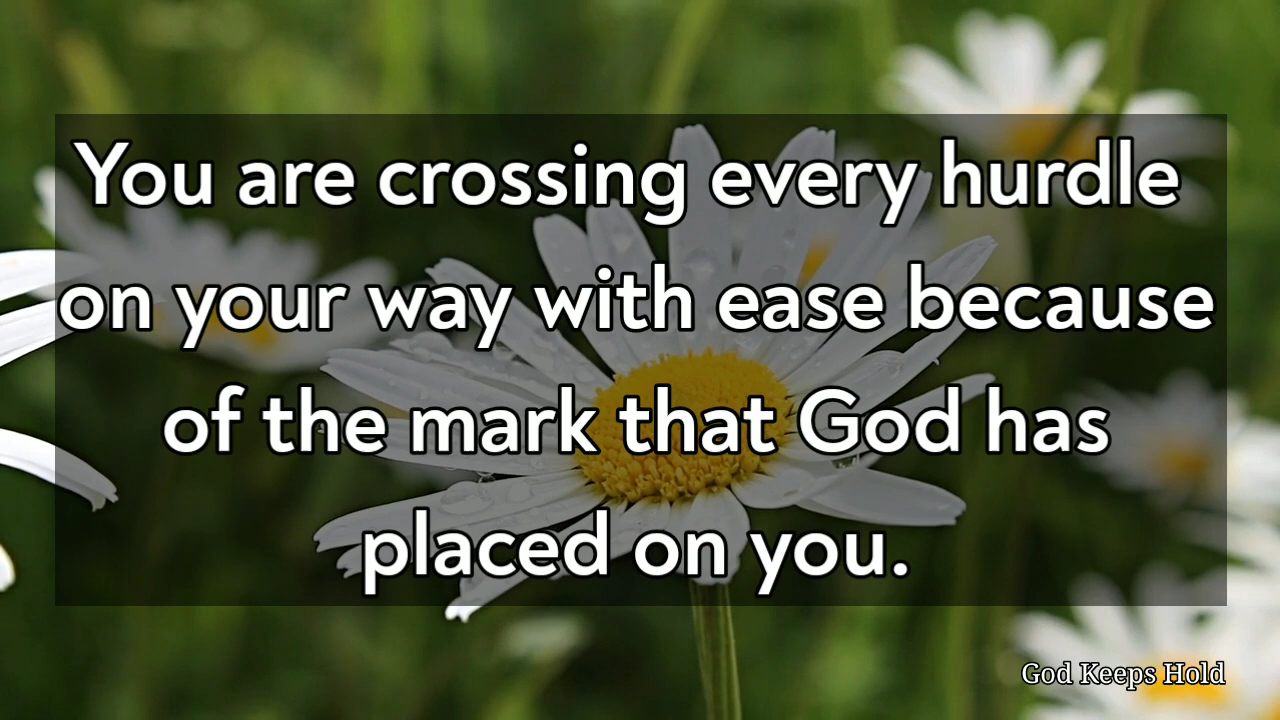 You are crossing every hurdle
on your way with ease because
of the mark that God has
placed on you.
God Keeps Hold